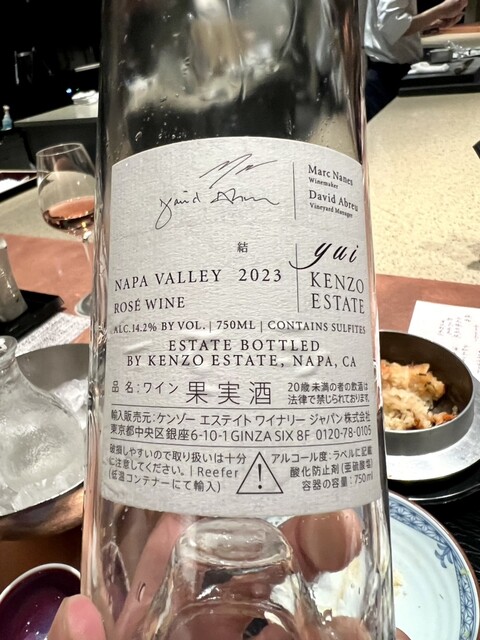 David Abreu
Marc Nanes
Winemaker
David Abreu
Vineyard Manager
結
yui
NAPA VALLEY 2023
KENZO
ROSÉ WINE
ESTATE
ALC.14.2% BY VOL. | 750ML | CONTAINS SULFITES
ESTATE BOTTLED
BY KENZO ESTATE, NAPA, CA
品名:ワイン 果実酒
20歳未満の者の飲酒は
法律で禁じられております。
輸入販売元:ケンゾー エステイト ワイナリー ジャパン株式会社
東京都中央区銀座6-10-1 GINZA SIX 8F 0120-78-0105
破損しやすいので取り扱いは十分
に注意してください。| Reefer
(低温コンテナーにて輸入)
アルコール度:ラベルに記載
酸化防止剤(亜硫酸塩)
容器の容量:750ml